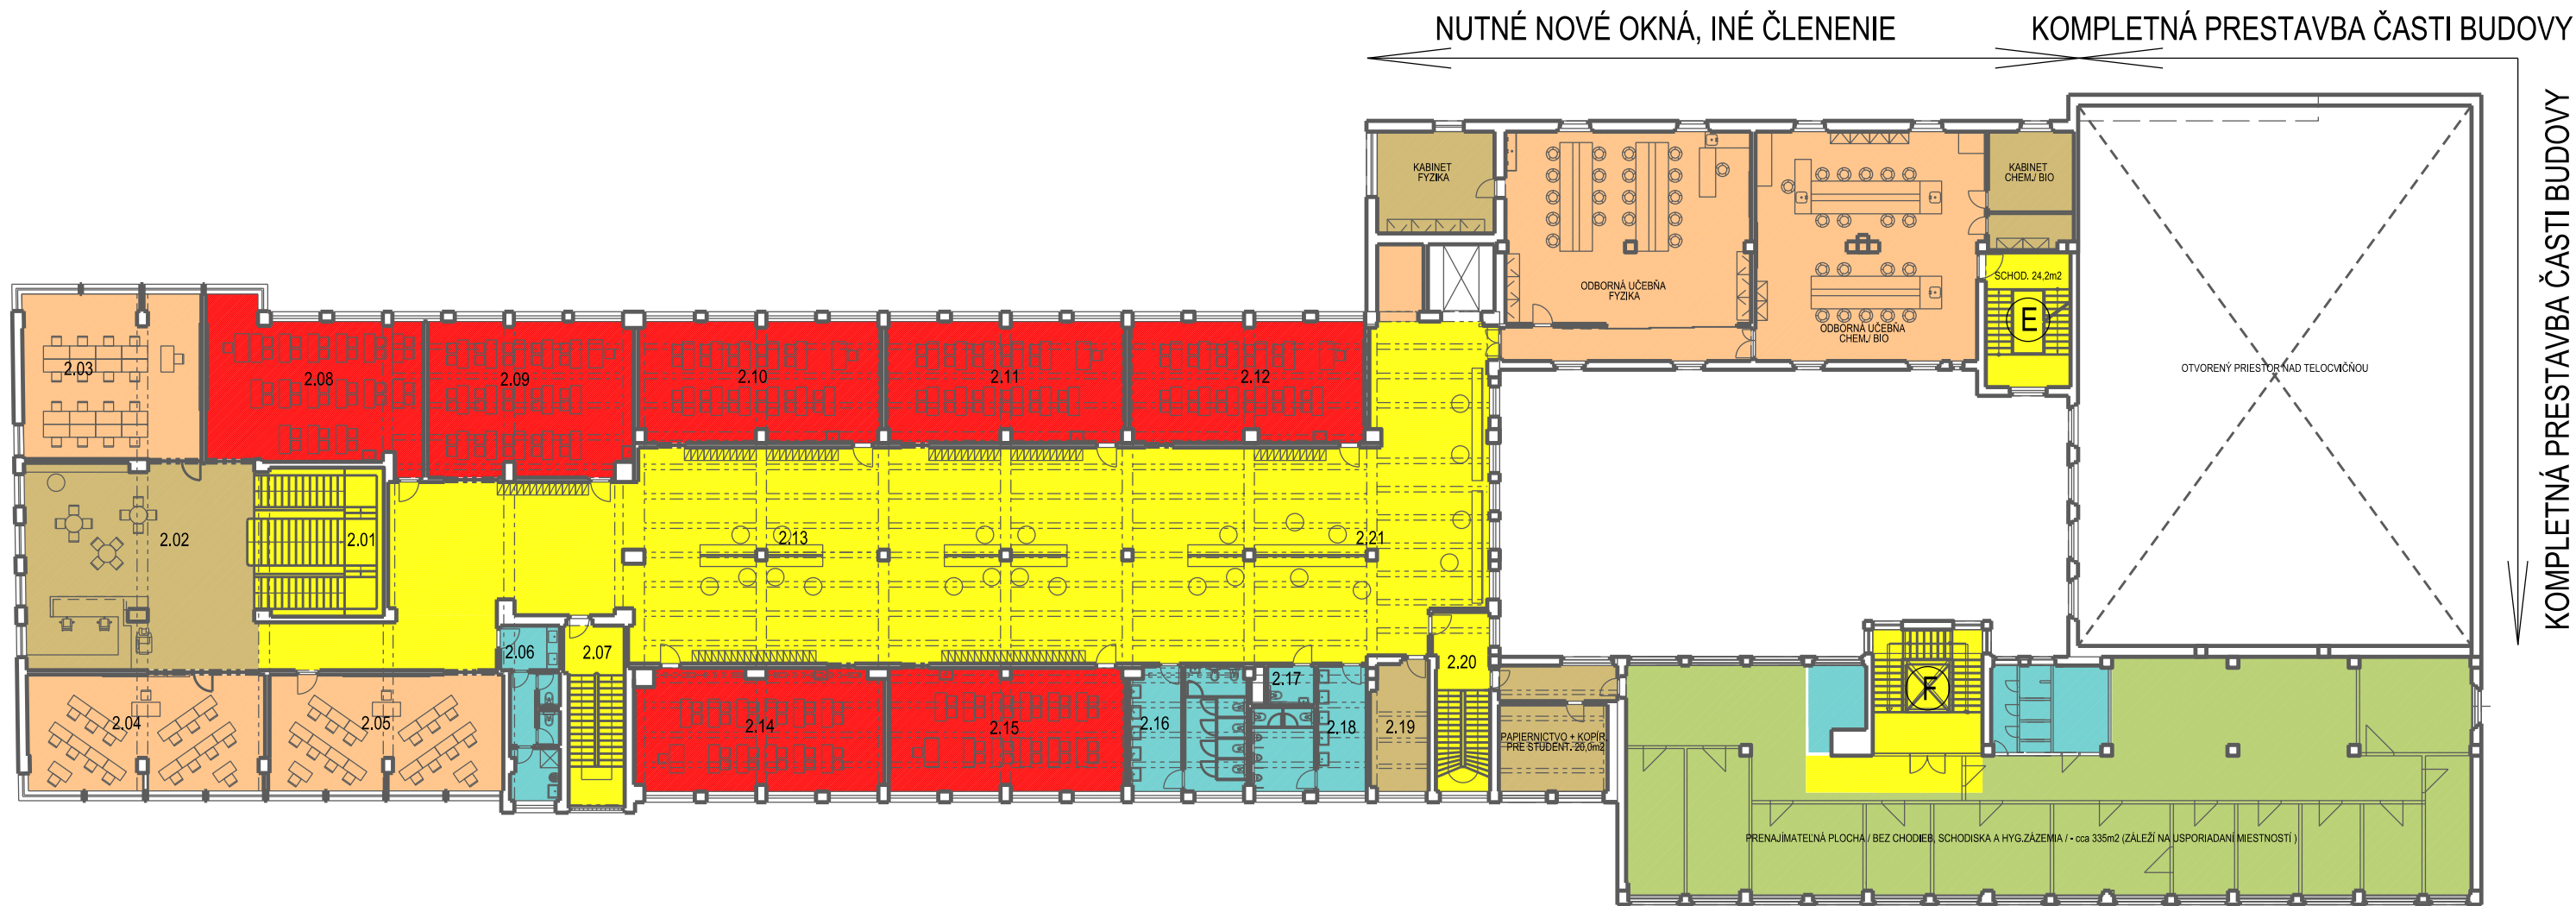 NUTNÉ NOVÉ OKNÁ, INÉ ČLENENIE
KOMPLETNÁ PRESTAVBA ČASTI BUDOVY
KOMPLETNÁ PRESTAVBA ČASTI BUDOVY
KABINET
FYZIKA
KABINET
CHEM./ BIO
SCHOD. 24,2m2
E
ODBORNÁ UČEBŇA
FYZIKA
ODBORNÁ UČEBŇA
CHEM./ BIO
OTVORENÝ PRIESTOR NAD TELOCVIČŇOU
2.03
2.08
2.09
2.10
2.11
2.12
2.02
2.01
2.13
2.21
2.06
2.07
2.20
2.04
2.05
2.14
2.15
2.16
2.17
2.18
2.19
F
PAPIERNICTVO + KOPÍR.
PRE ŠTUDENT. 20,0m2
PRENAJÍMATEĽNÁ PLOCHA / BEZ CHODIEB, SCHODISKA A HYG.ZÁZEMIA / - cca 335m2 (ZÁLEŽÍ NA USPORIADANÍ MIESTNOSTÍ )